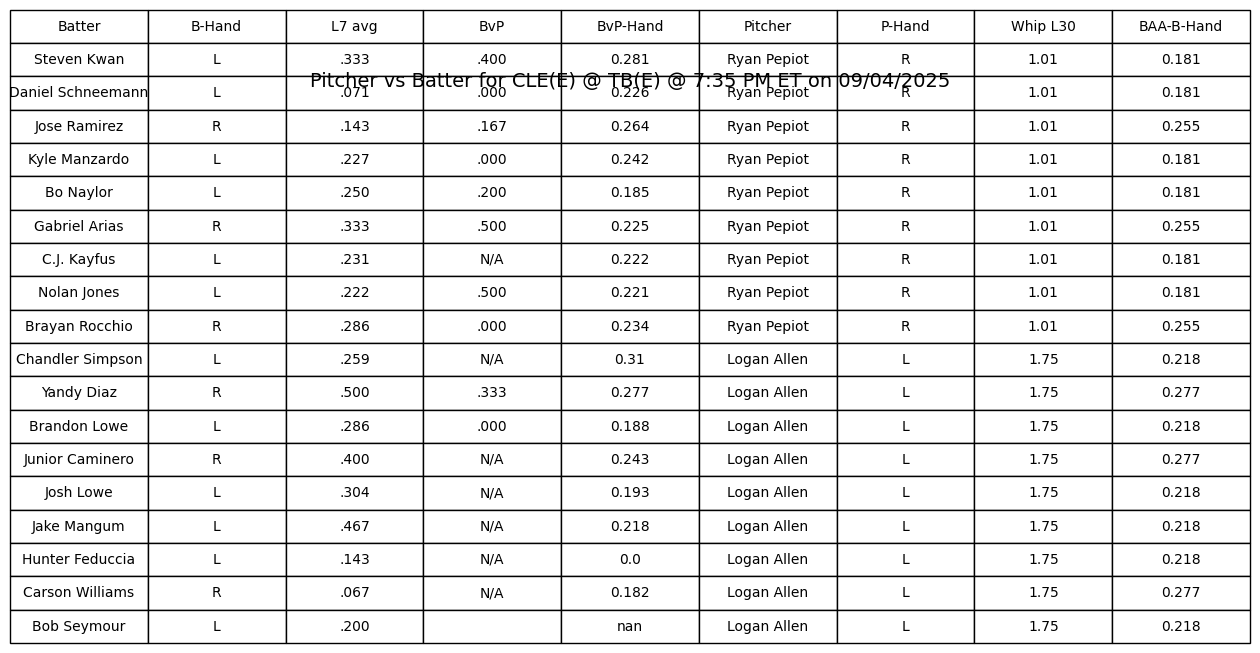 Batter B-Hand L7 avg BvP BvP-Hand Pitcher P-Hand Whip L30 BAA-B-Hand
Steven Kwan L .333 .400 0.281 Ryan Pepiot R 1.01 0.181
Pitcher vs Batter for CLE(E) @ TB(E) @ 7:35 PM ET on 09/04/2025
Daniel Schneemann L .071 .000 0.226 Ryan Pepiot R 1.01 0.181
Jose Ramirez R .143 .167 0.264 Ryan Pepiot R 1.01 0.255
Kyle Manzardo L .227 .000 0.242 Ryan Pepiot R 1.01 0.181
Bo Naylor L .250 .200 0.185 Ryan Pepiot R 1.01 0.181
Gabriel Arias R .333 .500 0.225 Ryan Pepiot R 1.01 0.255
C.J. Kayfus L .231 N/A 0.222 Ryan Pepiot R 1.01 0.181
Nolan Jones L .222 .500 0.221 Ryan Pepiot R 1.01 0.181
Brayan Rocchio R .286 .000 0.234 Ryan Pepiot R 1.01 0.255
Chandler Simpson L .259 N/A 0.31 Logan Allen L 1.75 0.218
Yandy Diaz R .500 .333 0.277 Logan Allen L 1.75 0.277
Brandon Lowe L .286 .000 0.188 Logan Allen L 1.75 0.218
Junior Caminero R .400 N/A 0.243 Logan Allen L 1.75 0.277
Josh Lowe L .304 N/A 0.193 Logan Allen L 1.75 0.218
Jake Mangum L .467 N/A 0.218 Logan Allen L 1.75 0.218
Hunter Feduccia L .143 N/A 0.0 Logan Allen L 1.75 0.218
Carson Williams R .067 N/A 0.182 Logan Allen L 1.75 0.277
Bob Seymour L .200 nan Logan Allen L 1.75 0.218